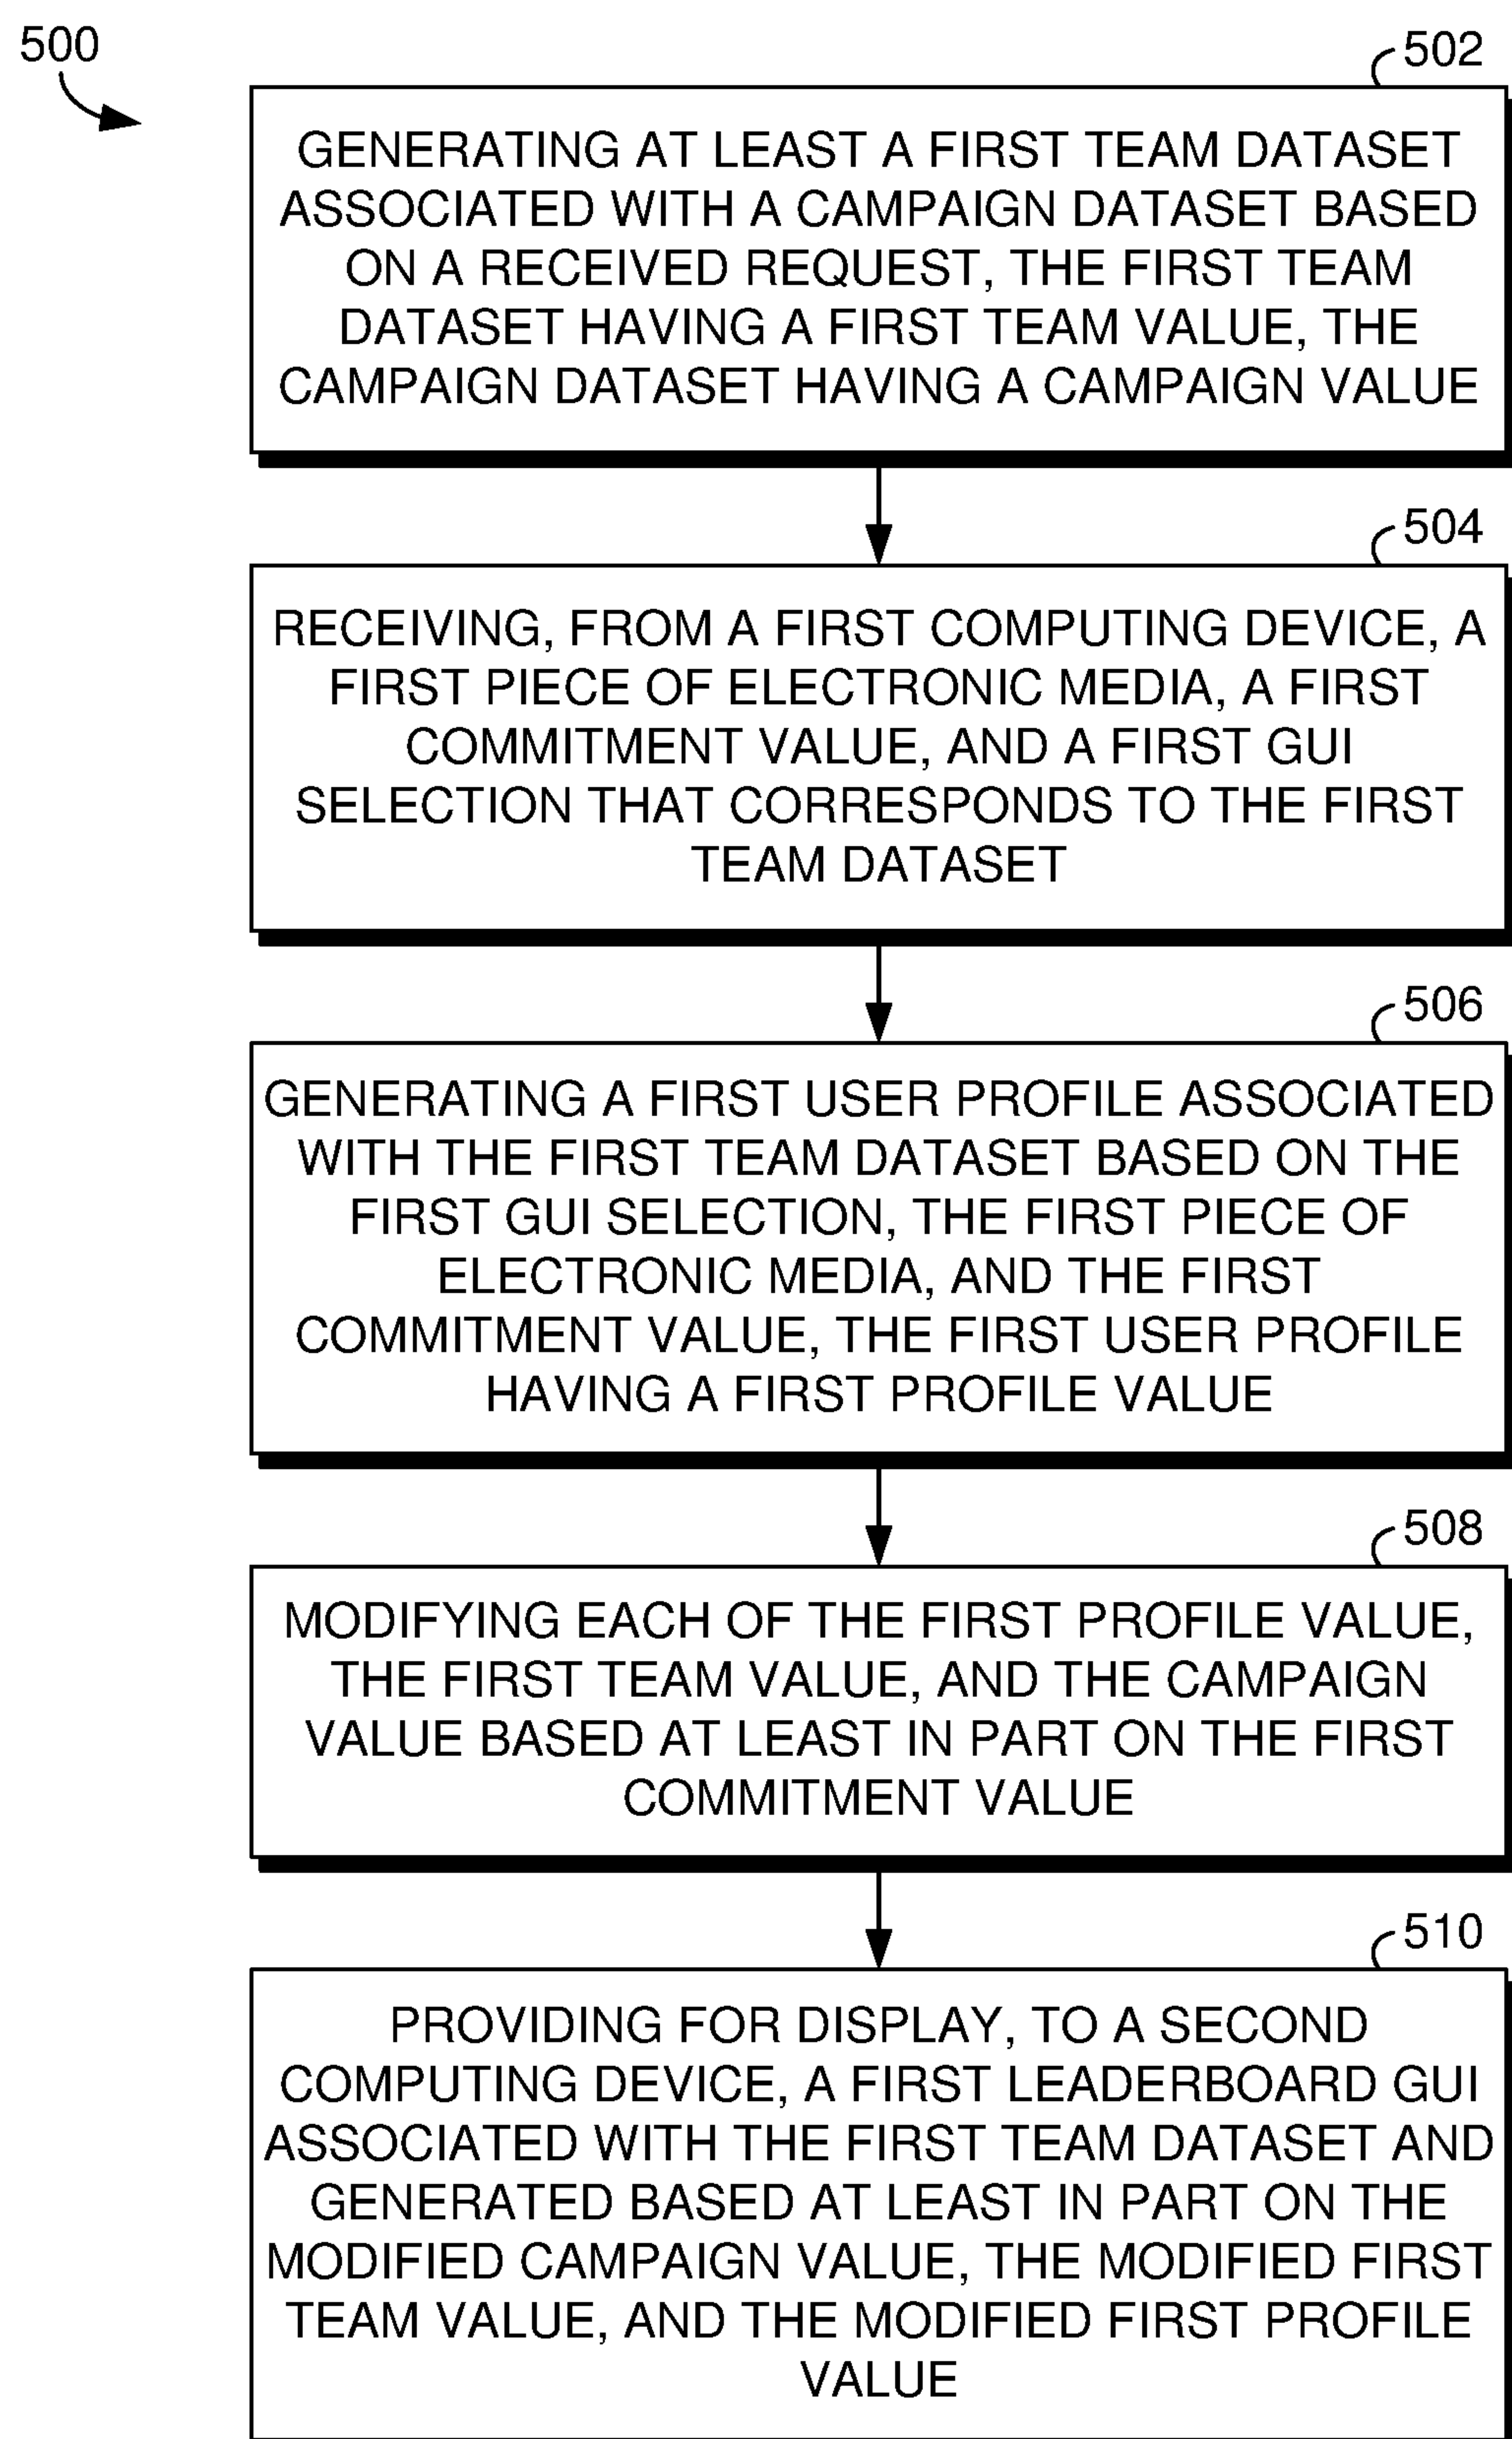 500
502
GENERATING AT LEAST A FIRST TEAM DATASET
ASSOCIATED WITH A CAMPAIGN DATASET BASED
ON A RECEIVED REQUEST, THE FIRST TEAM
DATASET HAVING A FIRST TEAM VALUE, THE
CAMPAIGN DATASET HAVING A CAMPAIGN VALUE
504
RECEIVING, FROM A FIRST COMPUTING DEVICE, A
FIRST PIECE OF ELECTRONIC MEDIA, A FIRST
COMMITMENT VALUE, AND A FIRST GUI
SELECTION THAT CORRESPONDS TO THE FIRST
TEAM DATASET
506
GENERATING A FIRST USER PROFILE ASSOCIATED
WITH THE FIRST TEAM DATASET BASED ON THE
FIRST GUI SELECTION, THE FIRST PIECE OF
ELECTRONIC MEDIA, AND THE FIRST
COMMITMENT VALUE, THE FIRST USER PROFILE
HAVING A FIRST PROFILE VALUE
508
MODIFYING EACH OF THE FIRST PROFILE VALUE,
THE FIRST TEAM VALUE, AND THE CAMPAIGN
VALUE BASED AT LEAST IN PART ON THE FIRST
COMMITMENT VALUE
510
PROVIDING FOR DISPLAY, TO A SECOND
COMPUTING DEVICE, A FIRST LEADERBOARD GUI
ASSOCIATED WITH THE FIRST TEAM DATASET AND
GENERATED BASED AT LEAST IN PART ON THE
MODIFIED CAMPAIGN VALUE, THE MODIFIED FIRST
TEAM VALUE, AND THE MODIFIED FIRST PROFILE
VALUE